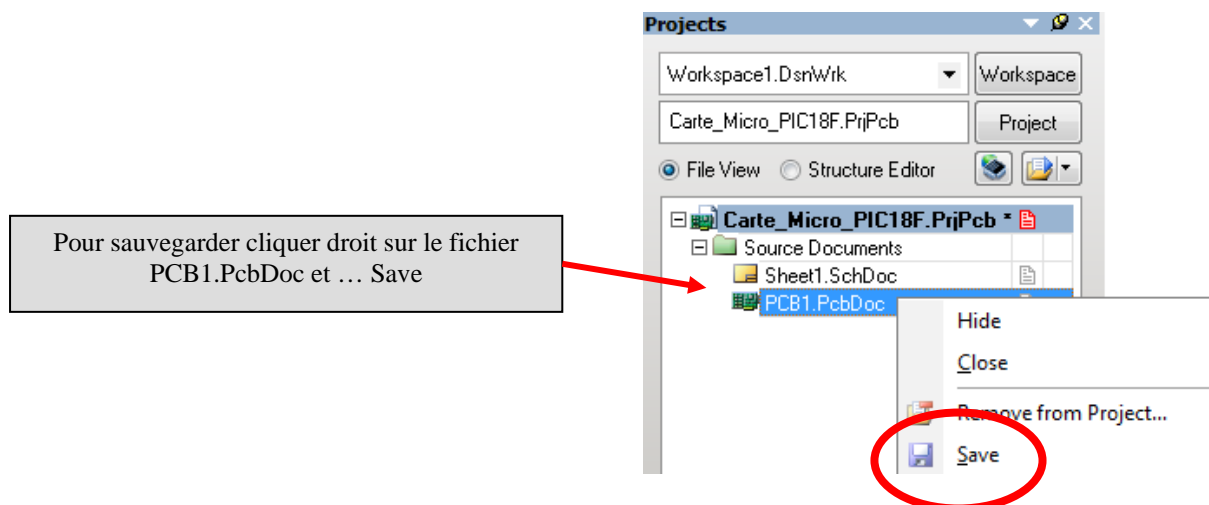 Projects
Workspace1.DsnWrk
Workspace
Carte_Micro_PIC18F.PrjPcb
Project
File View Structure Editor
Carte_Micro_PIC18F.PrjPcb *
Source Documents
Pour sauvegarder cliquer droit sur le fichier
PCB1.PcbDoc et … Save
Sheet1.SchDoc
PCB1.PcbDoc
Hide
Close
Remove from Project...
Save